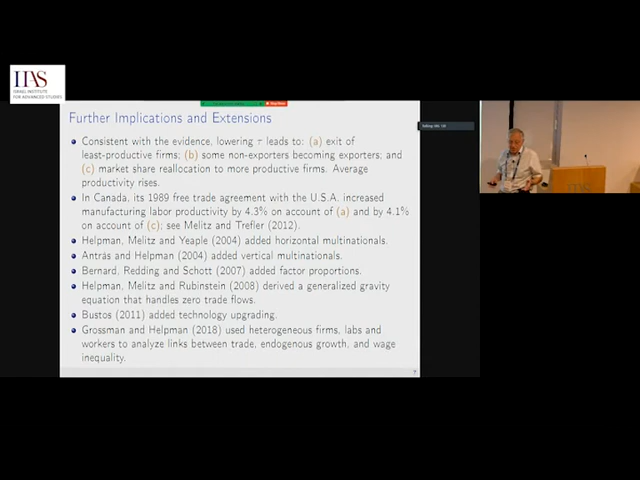 IIAS
ISRAEL INSTITUTE
FOR ADVANCED STUDIES
Further Implications and Extensions
Consistent with the evidence, lowering τ leads to: (a) exit of
least-productive firms; (b) some non-exporters becoming exporters; and
(c) market share reallocation to more productive firms. Average
productivity rises.
In Canada, its 1989 free trade agreement with the U.S.A. increased
manufacturing labor productivity by 4.3% on account of (a) and by 4.1%
on account of (c); see Melitz and Trefler (2012).
Helpman, Melitz and Yeaple (2004) added horizontal multinationals.
Antràs and Helpman (2004) added vertical multinationals.
Bernard, Redding and Schott (2007) added factor proportions.
Helpman, Melitz and Rubinstein (2008) derived a generalized gravity
equation that handles zero trade flows.
Bustos (2011) added technology upgrading.
Grossman and Helpman (2018) used heterogeneous firms, labs and
workers to analyze links between trade, endogenous growth, and wage
inequality.